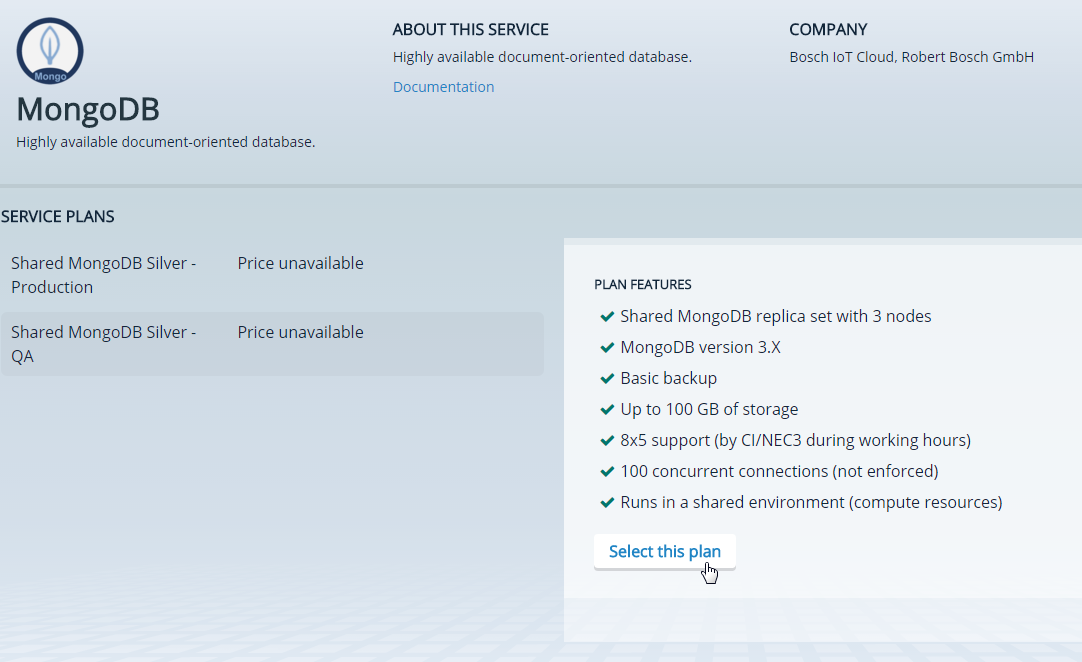 Mongo
MongoDB
Highly available document-oriented database.
ABOUT THIS SERVICE
Highly available document-oriented database.
Documentation
COMPANY
Bosch IoT Cloud, Robert Bosch GmbH
SERVICE PLANS
Shared MongoDB Silver -
Production
Price unavailable
Shared MongoDB Silver -
QA
Price unavailable
PLAN FEATURES
Shared MongoDB replica set with 3 nodes
MongoDB version 3.X
Basic backup
Up to 100 GB of storage
8x5 support (by CI/NEC3 during working hours)
100 concurrent connections (not enforced)
Runs in a shared environment (compute resources)
Select this plan